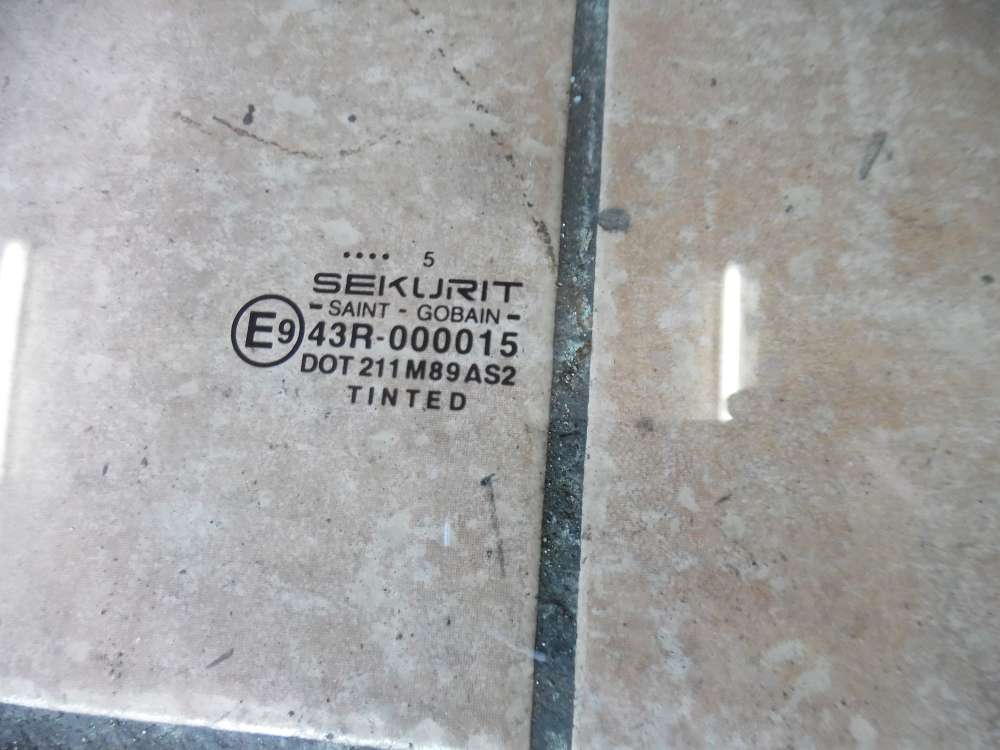 .... 5
SEKURIT
- SAINT - GOBAIN -
E9 43R-000015
DOT 211 M89 AS2
TINTED